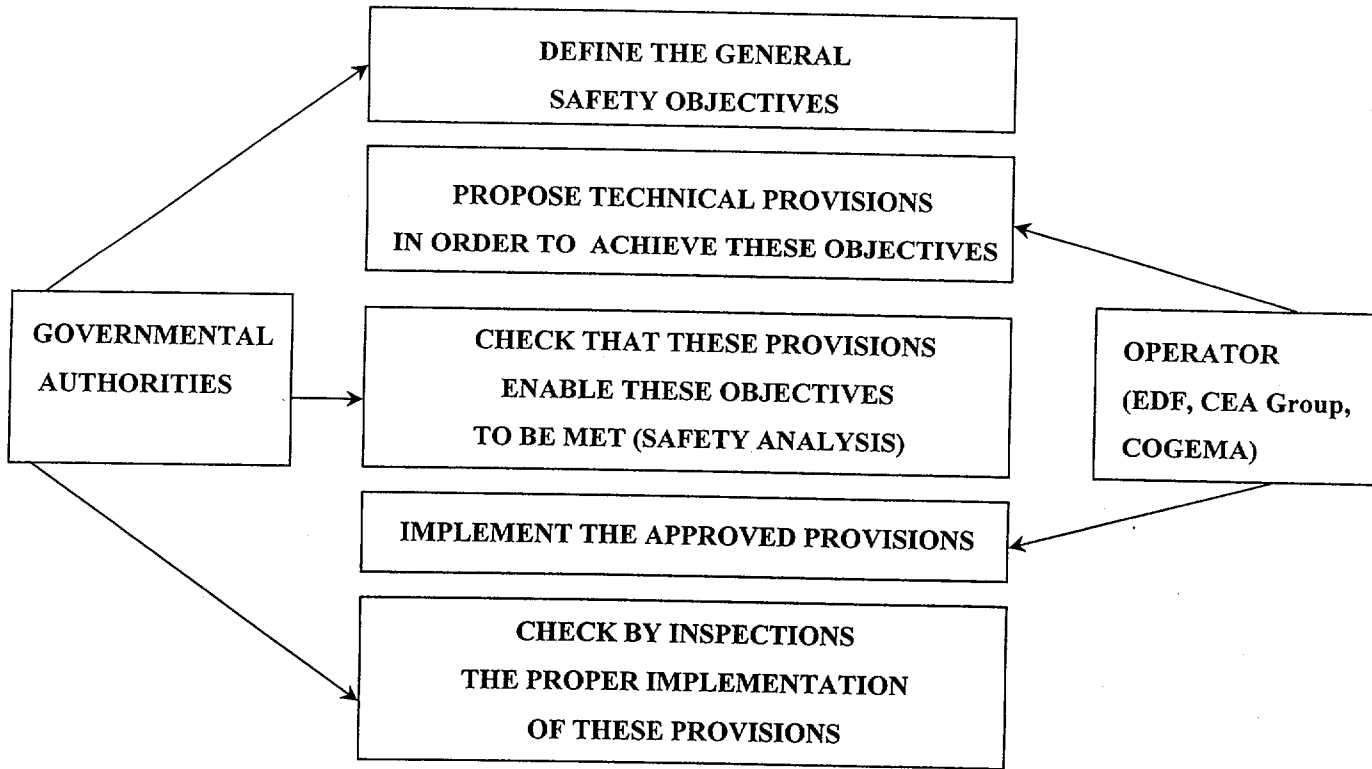 DEFINE THE GENERAL
SAFETY OBJECTIVES
PROPOSE TECHNICAL PROVISIONS
IN ORDER TO ACHIEVE THESE OBJECTIVES
GOVERNMENTAL
AUTHORITIES
CHECK THAT THESE PROVISIONS
ENABLE THESE OBJECTIVES
TO BE MET (SAFETY ANALYSIS)
OPERATOR
(EDF, CEA Group,
COGEMA)
IMPLEMENT THE APPROVED PROVISIONS
CHECK BY INSPECTIONS
THE PROPER IMPLEMENTATION
OF THESE PROVISIONS